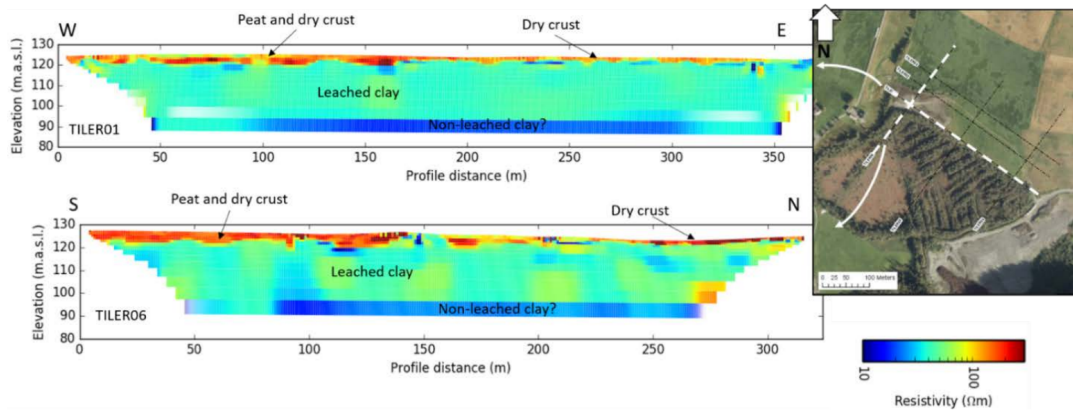 W
Peat and dry crust
Dry crust
E
Elevation (m.a.s.l.)
130
120
110
100
90
80
Leached clay
Non-leached clay?
TILER01
0
50
100
150
200
250
300
350
Profile distance (m)
S
Peat and dry crust
Dry crust
N
Elevation (m.a.s.l.)
130
120
110
100
90
80
Leached clay
Non-leached clay?
TILER06
0
50
100
150
200
250
300
Profile distance (m)
N
0 25 50
100 Meters
10
100
Resistivity (Ωm)